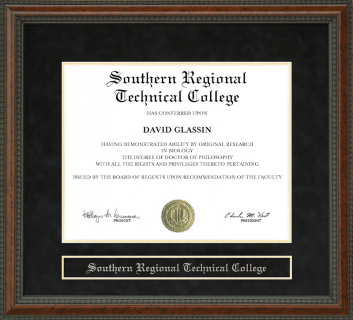 Southern Regional
Technical College
HAS CONFERRED UPON
DAVID GLASSIN
HAVING DEMONSTRATED ABILITY BY ORIGINAL RESEARCH
IN BIOLOGY
THE DEGREE OF DOCTOR OF PHILOSOPHY
WITH ALL THE RIGHTS AND PRIVILEGES THERETO PERTAINING
ISSUED BY THE BOARD OF REGENTS UPON RECOMMENDATION OF THE FACULTY
PROVOST
PRESIDENT
Southern Regional Technical College